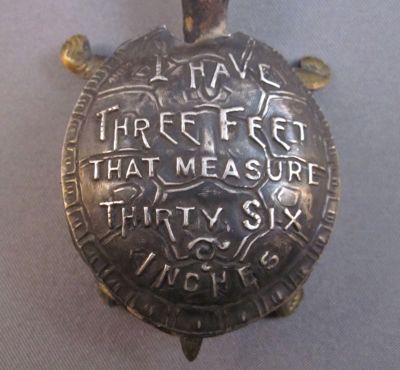 I HAVE
THREE FEET
THAT MEASURE
THIRTY, SIX
INCHES